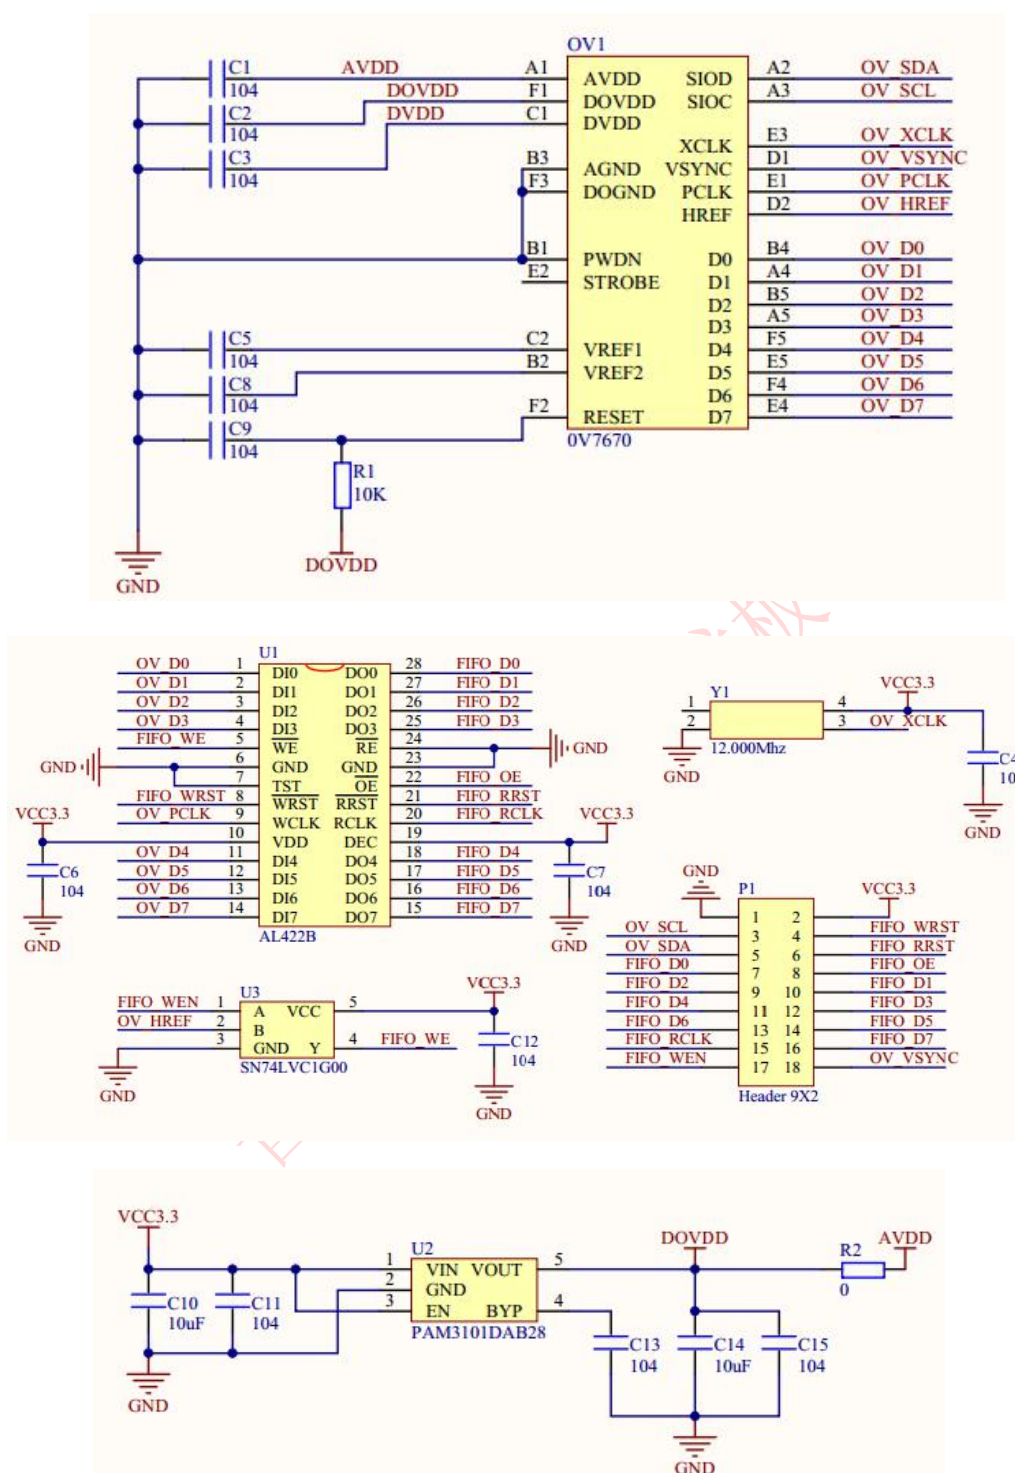 OV1
C1 AVDD A1 AVDD SIOD A2 OV_SDA
104 DOVDD F1 DOVDD SIOC A3 OV_SCL
C2 DVDD C1 DVDD
104 XCLK E3 OV_XCLK
C3 B3 AGND VSYNC D1 OV_VSYNC
104 F3 DOGND PCLK E1 OV_PCLK
HREF D2 OV_HREF
B1 PWDN D0 B4 OV_D0
E2 STROBE D1 A4 OV_D1
D2 B5 OV_D2
D3 A5 OV_D3
C5 C2 VREF1 D4 F5 OV_D4
104 B2 VREF2 D5 E5 OV_D5
C8 D6 F4 OV_D6
104 F2 RESET D7 E4 OV_D7
C9 0V7670
104
R1
10K
DOVDD
GND
U1
OV_D0 1 DI0 DO0 28 FIFO_D0
OV_D1 2 DI1 DO1 27 FIFO_D1
OV_D2 3 DI2 DO2 26 FIFO_D2
OV_D3 4 DI3 DO3 25 FIFO_D3
FIFO_WE 5 WE RE 24
GND 6 GND GND 23 GND
7 TST OE 22 FIFO_OE
FIFO_WRST 8 WRST RRST 21 FIFO_RRST
OV_PCLK 9 WCLK RCLK 20 FIFO_RCLK
VCC3.3 10 VDD DEC 19 VCC3.3
OV_D4 11 DI4 DO4 18 FIFO_D4
C6 OV_D5 12 DI5 DO5 17 FIFO_D5 C7
104 OV_D6 13 DI6 DO6 16 FIFO_D6 104
OV_D7 14 DI7 DO7 15 FIFO_D7
GND AL422B GND
VCC3.3
Y1
1 4
2 3 OV_XCLK
12.000Mhz
GND
C4
10
GND
GND P1 VCC3.3
1 2
OV_SCL 3 4 FIFO_WRST
OV_SDA 5 6 FIFO_RRST
FIFO_D0 7 8 FIFO_OE
FIFO_D2 9 10 FIFO_D1
FIFO_D4 11 12 FIFO_D3
FIFO_D6 13 14 FIFO_D5
FIFO_RCLK 15 16 FIFO_D7
FIFO_WEN 17 18 OV_VSYNC
Header 9X2
U3 VCC3.3
FIFO_WEN 1 A VCC 5
OV_HREF 2 B
3 GND Y 4 FIFO_WE C12
SN74LVC1G00 104
GND GND
VCC3.3 DOVDD AVDD
U2 R2
1 VIN VOUT 5 0
2 GND
3 EN BYP 4
PAM3101DAB28
C10 C11
10uF 104
C13 C14 C15
104 10uF 104
GND
GND